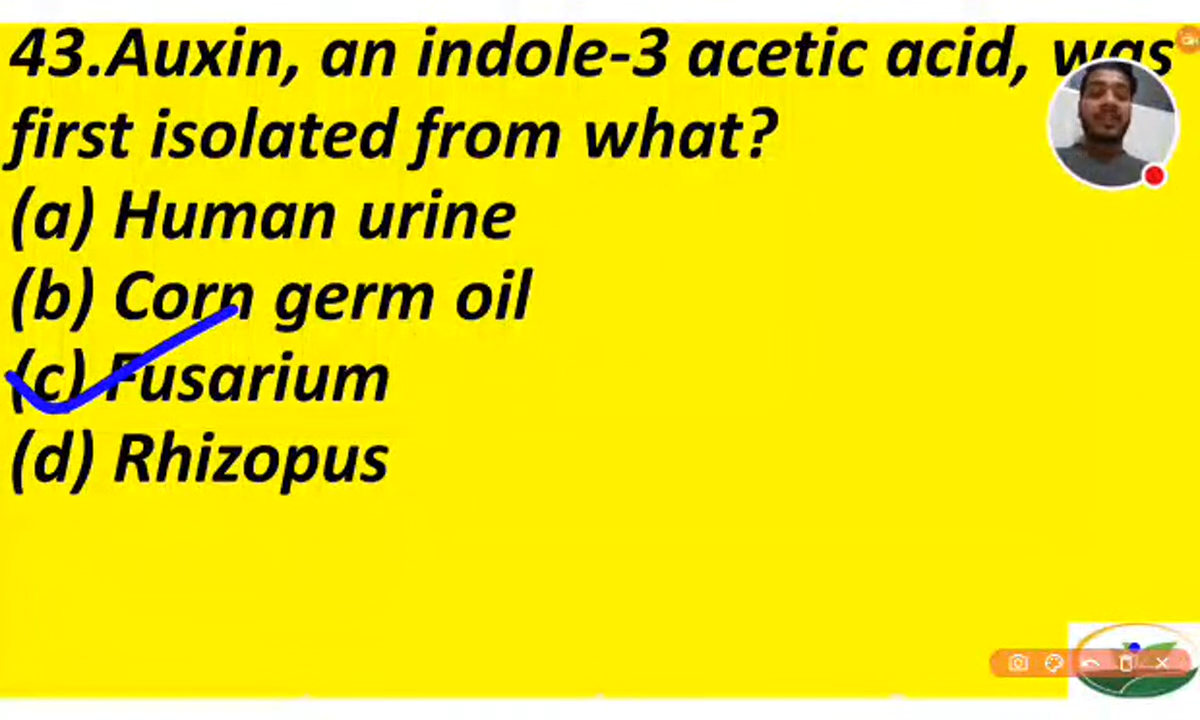 43.Auxin, an indole-3 acetic acid, was
first isolated from what?
(a) Human urine
(b) Corn germ oil
(c) Fusarium
(d) Rhizopus